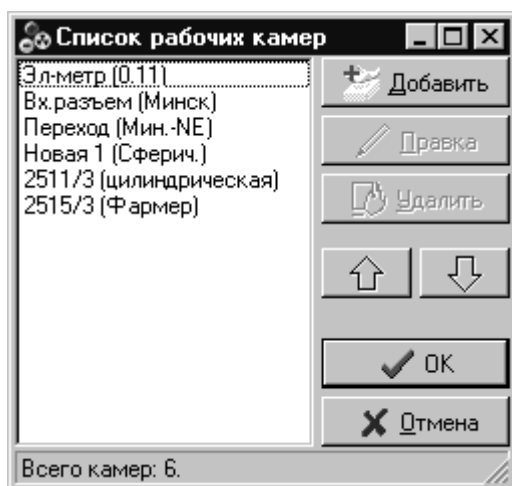 Список рабочих камер
Эл-метр (0.11)
Вх.разъем (Минск)
Переход (Мин.-NE)
Новая 1 (Сферич.)
2511/3 (цилиндрическая)
2515/3 (Фармер)
Добавить
Правка
Удалить
OK
Отмена
Всего камер: 6.